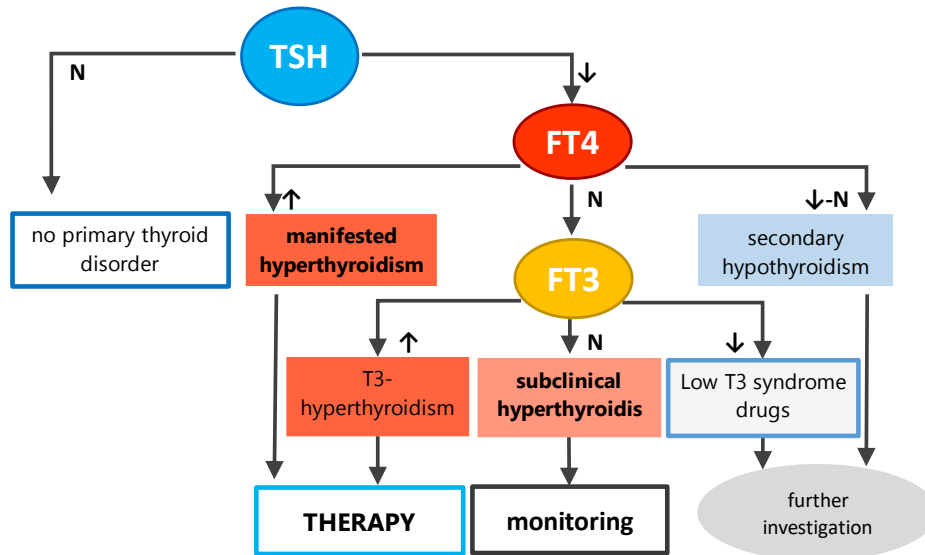 TSH
N
↓
FT4
↑
N
↓-N
no primary thyroid
disorder
manifested
hyperthyroidism
secondary
hypothyroidism
FT3
↑
N
↓
T3-
hyperthyroidism
subclinical
hyperthyroidis
Low T3 syndrome
drugs
THERAPY
monitoring
further
investigation